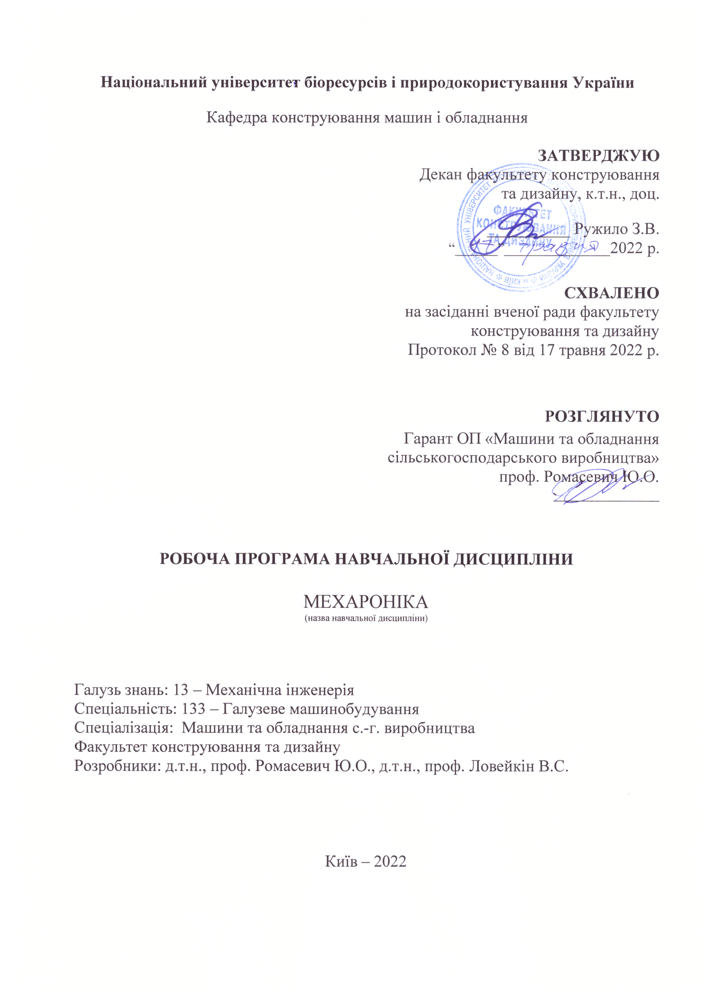 Національний університет біоресурсів і природокористування України
Кафедра конструювання машин і обладнання
ЗАТВЕРДЖУЮ
Декан факультету конструювання
та дизайну, к.т.н., доц.
Ружило З.В.
“ 17 ” травня 2022 р.
ФАКУЛЬТЕТ
КОНСТРУЮВАННЯ
ТА ДИЗАЙНУ
НАЦІОНАЛЬНИЙ УНІВЕРСИТЕТ БІОРЕСУРСІВ І ПРИРОДОКОРИСТУВАННЯ УКРАЇНИ * м.КИЇВ *
СХВАЛЕНО
на засіданні вченої ради факультету
конструювання та дизайну
Протокол № 8 від 17 травня 2022 р.
РОЗГЛЯНУТО
Гарант ОП «Машини та обладнання
сільськогосподарського виробництва»
проф. Ромасевич Ю.О.
РОБОЧА ПРОГРАМА НАВЧАЛЬНОЇ ДИСЦИПЛІНИ
МЕХАРОНІКА
(назва навчальної дисципліни)
Галузь знань: 13 – Механічна інженерія
Спеціальність: 133 – Галузеве машинобудування
Спеціалізація: Машини та обладнання с.-г. виробництва
Факультет конструювання та дизайну
Розробники: д.т.н., проф. Ромасевич Ю.О., д.т.н., проф. Ловейкін В.С.
Київ – 2022